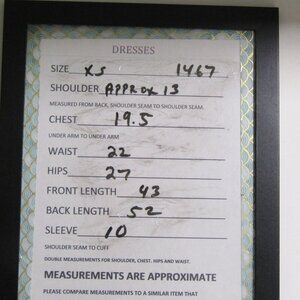 DRESSES
SIZE XS 1467
SHOULDER APPROX 13
MEASURED FROM BACK, SHOULDER SEAM TO SHOULDER SEAM.
CHEST 19.5
UNDER ARM TO UNDER ARM
WAIST 22
HIPS 27
FRONT LENGTH 43
BACK LENGTH 52
SLEEVE 10
SHOULDER SEAM TO CUFF
DOUBLE MEASUREMENTS FOR SHOULDER, CHEST, HIPS AND WAIST.
MEASUREMENTS ARE APPROXIMATE
PLEASE COMPARE MEASUREMENTS TO A SIMILAR ITEM THAT